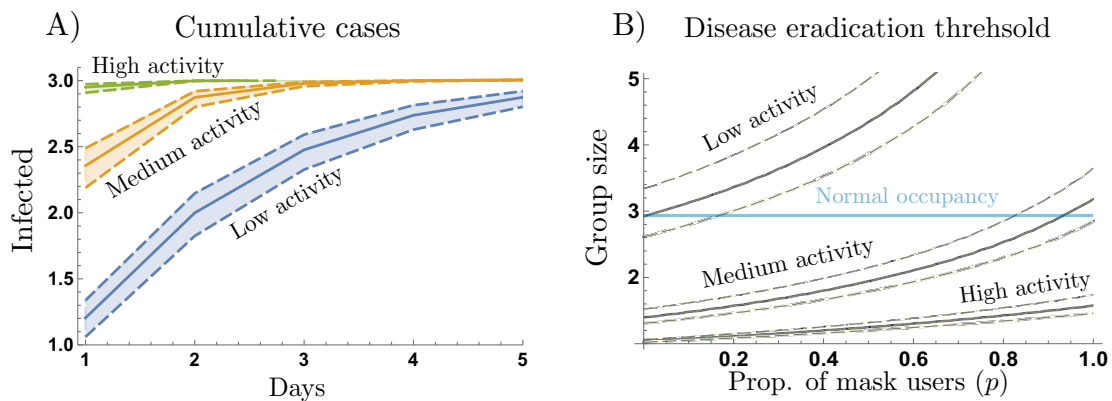 A)
Cumulative cases
Infected
3.0
2.5
2.0
1.5
1.0
High activity
Medium activity
Low activity
1
2
3
4
5
Days
B)
Disease eradication threhsold
Group size
5
4
3
2
Low activity
Normal occupancy
Medium activity
High activity
0.2
0.4
0.6
0.8
1.0
Prop. of mask users (p)